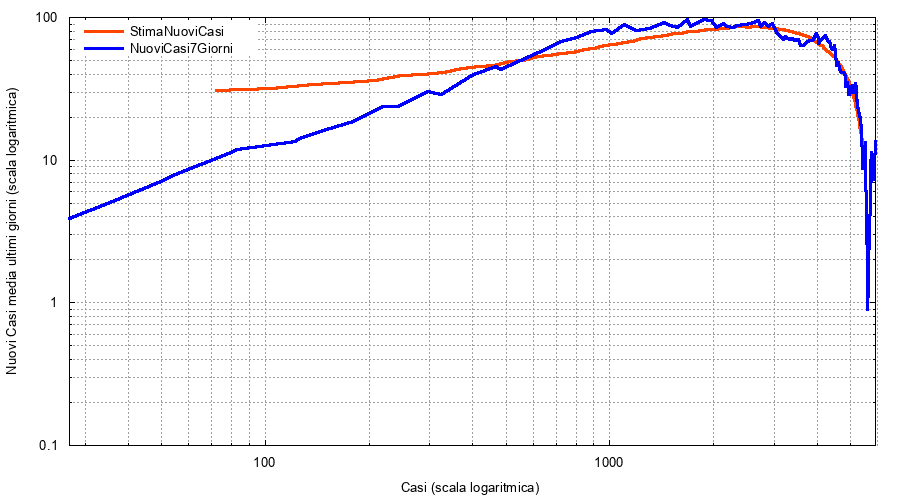 100
10
1
0.1
100
1000
StimaNuoviCasi
NuoviCasi7Giorni
Nuovi Casi media ultimi giorni (scala logaritmica)
Casi (scala logaritmica)